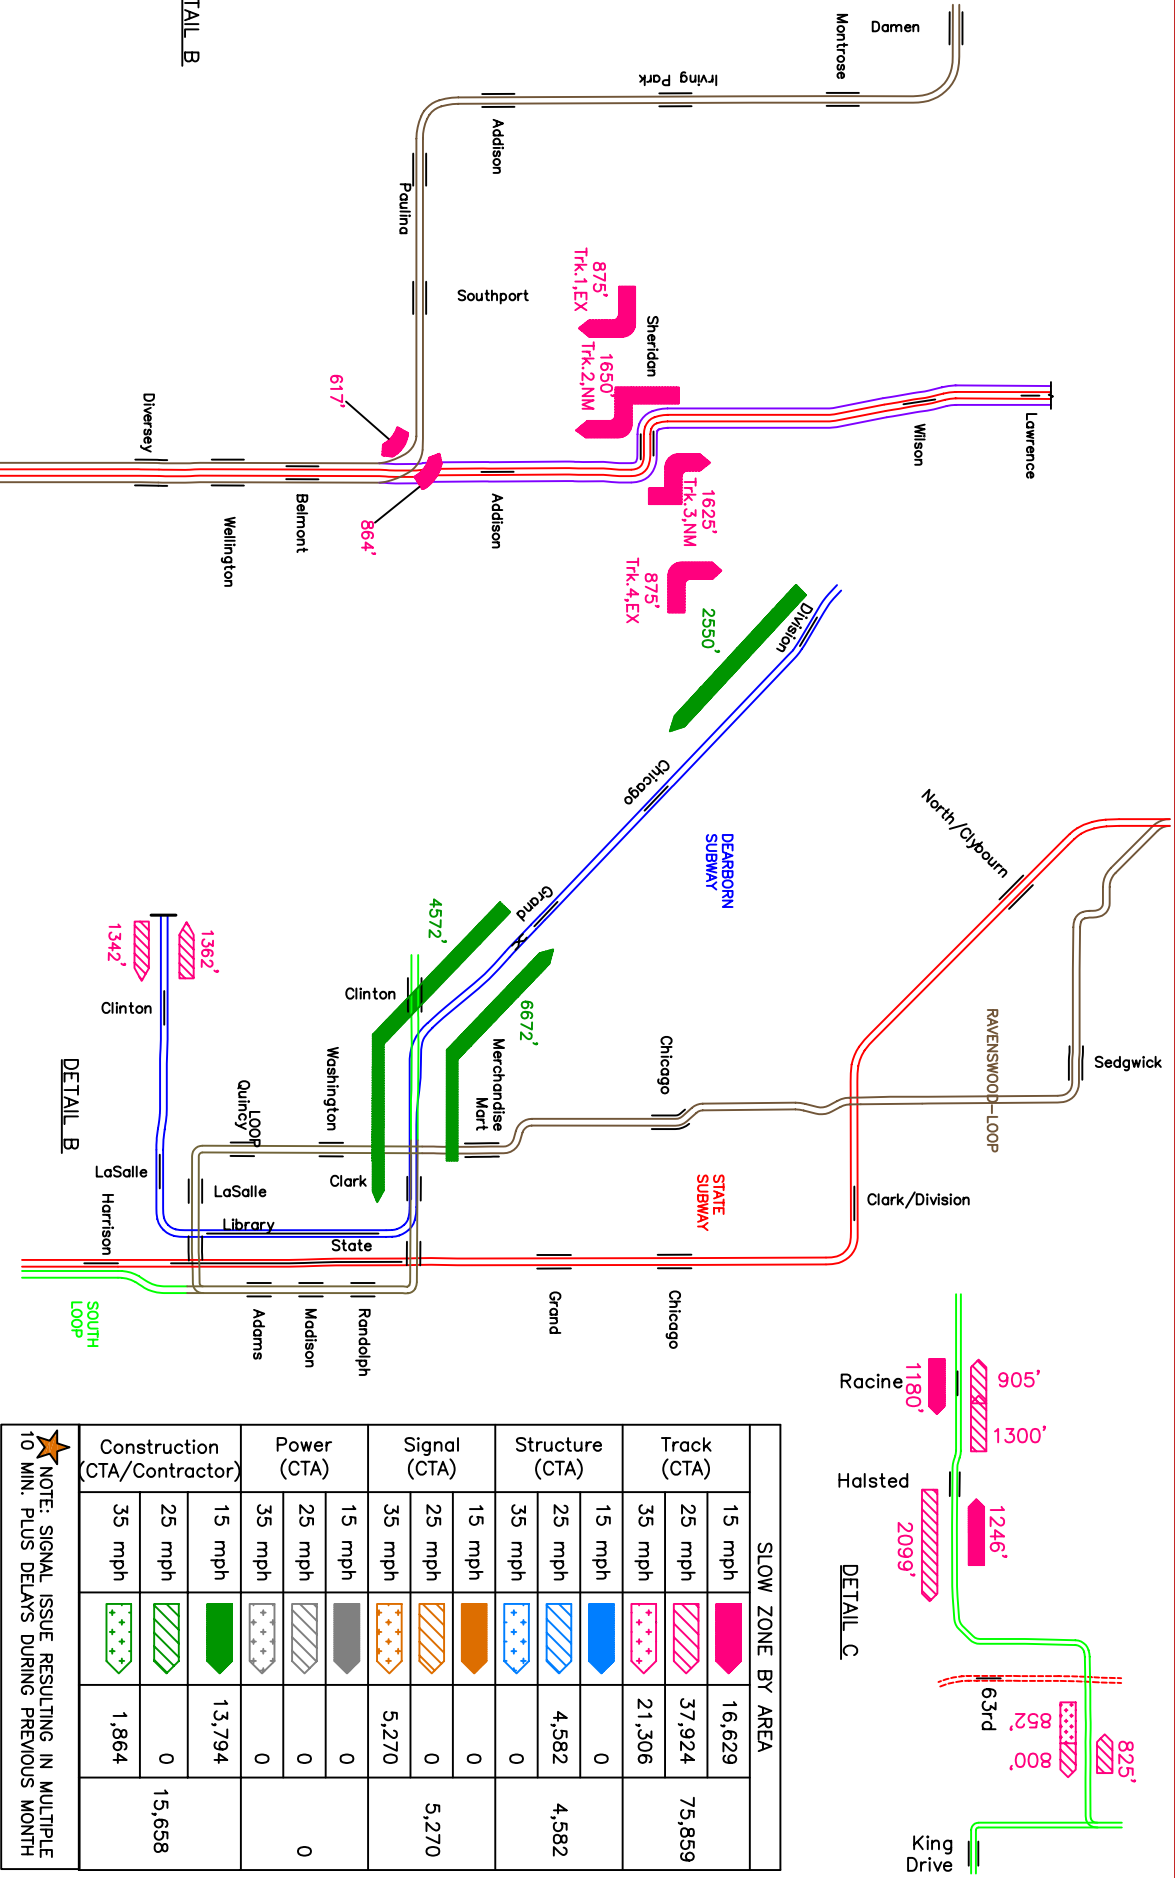 TAIL B
Damen
Montrose
Irving Park
Addison
Paulina
Southport
875'
Trk.1,EX
Sheridan
1650'
Trk.2,NM
617'
Diversey
Wellington
Belmont
864'
Addison
Wilson
Lawrence
1625'
Trk.3,NM
875'
Trk.4,EX
2550'
Division
Chicago
DEARBORN
SUBWAY
North/Clybourn
Grand
4572'
6672'
1342'
1362'
Clinton
Clinton
DETAIL B
Washington
Quincy
LOOP
Merchandise
Mart
Chicago
RAVENSWOOD-LOOP
Sedgwick
LaSalle
LaSalle
Clark
Harrison
Library
State
STATE
SUBWAY
Clark/Division
SOUTH
LOOP
Adams
Madison
Randolph
Grand
Chicago
Racine
1180'
905'
1300'
Halsted
2099'
1246'
DETAIL C
63rd
852'
800'
825'
King
Drive
SLOW ZONE BY AREA
Track
(CTA)
15 mph 16,629
25 mph 37,924 75,859
35 mph 21,306
Structure
(CTA)
15 mph 0
25 mph 4,582 4,582
35 mph 0
Signal
(CTA)
15 mph 0
25 mph 0 5,270
35 mph 5,270
Power
(CTA)
15 mph 0
25 mph 0 0
35 mph 0
Construction
(CTA/Contractor)
15 mph 13,794
25 mph 0 15,658
35 mph 1,864
NOTE: SIGNAL ISSUE RESULTING IN MULTIPLE
10 MIN. PLUS DELAYS DURING PREVIOUS MONTH